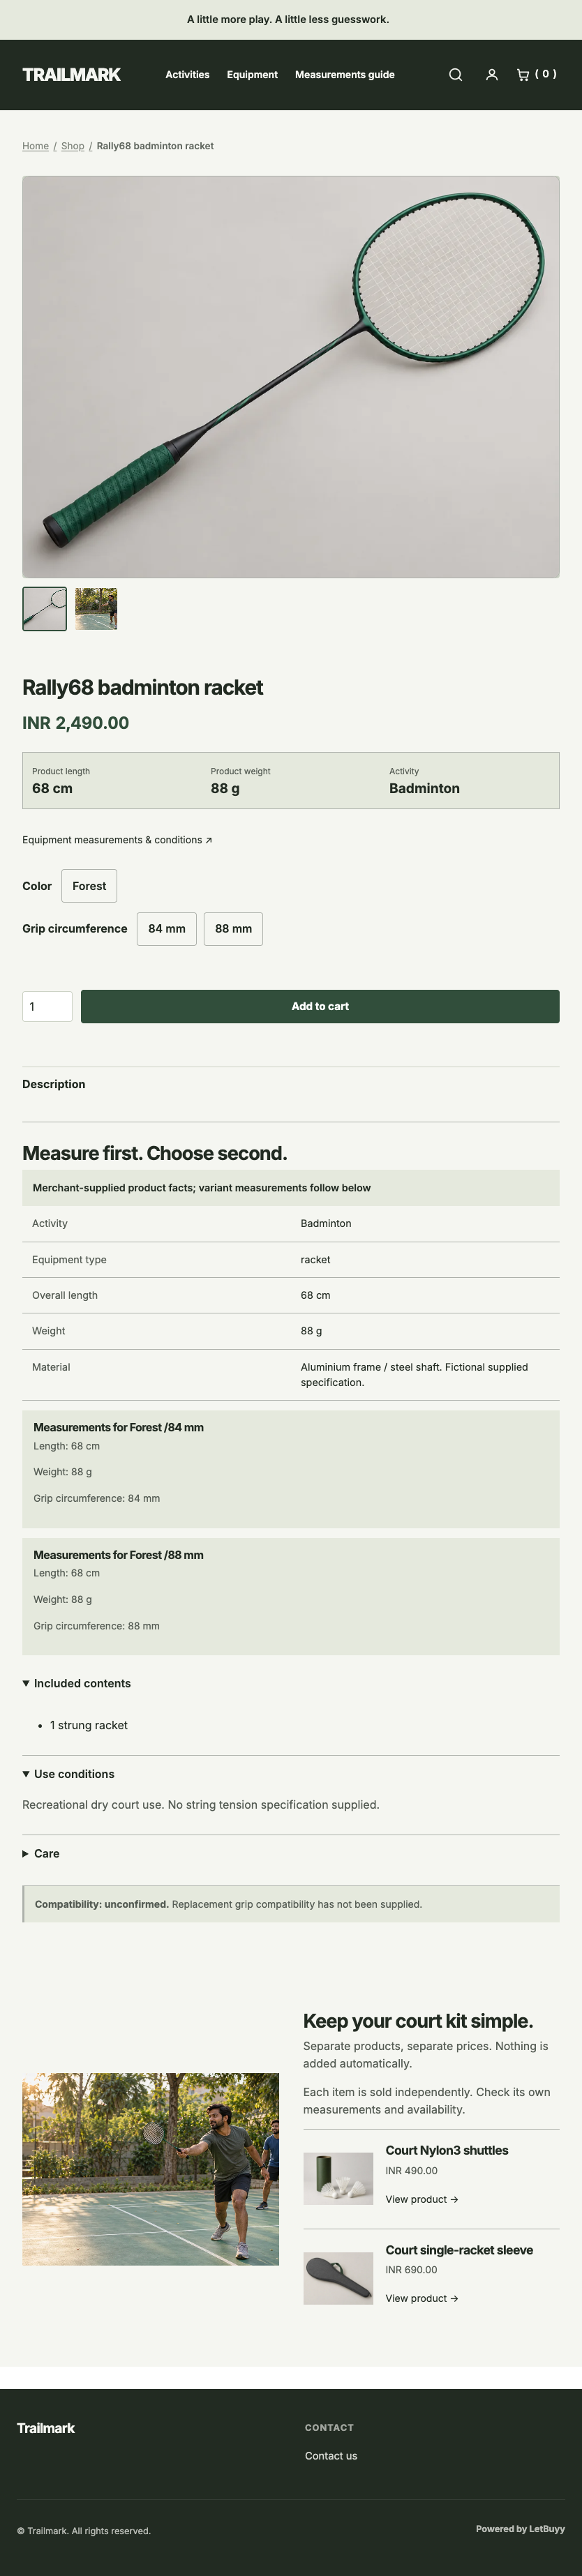 A little more play. A little less guesswork.
TRAILMARK
Activities Equipment Measurements guide
( 0 )
Home / Shop / Rally68 badminton racket
Rally68 badminton racket
INR 2,490.00
Product length Product weight Activity
68 cm 88 g Badminton
Equipment measurements & conditions ↗
Color Forest
Grip circumference 84 mm 88 mm
1 Add to cart
Description
Measure first. Choose second.
Merchant-supplied product facts; variant measurements follow below
Activity Badminton
Equipment type racket
Overall length 68 cm
Weight 88 g
Material Aluminium frame / steel shaft. Fictional supplied
specification.
Measurements for Forest /84 mm
Length: 68 cm
Weight: 88 g
Grip circumference: 84 mm
Measurements for Forest /88 mm
Length: 68 cm
Weight: 88 g
Grip circumference: 88 mm
▼ Included contents
• 1 strung racket
▼ Use conditions
Recreational dry court use. No string tension specification supplied.
▶ Care
Compatibility: unconfirmed. Replacement grip compatibility has not been supplied.
Keep your court kit simple.
Separate products, separate prices. Nothing is
added automatically.
Each item is sold independently. Check its own
measurements and availability.
Court Nylon3 shuttles
INR 490.00
View product →
Court single-racket sleeve
INR 690.00
View product →
Trailmark
CONTACT
Contact us
© Trailmark. All rights reserved.
Powered by LetBuyy